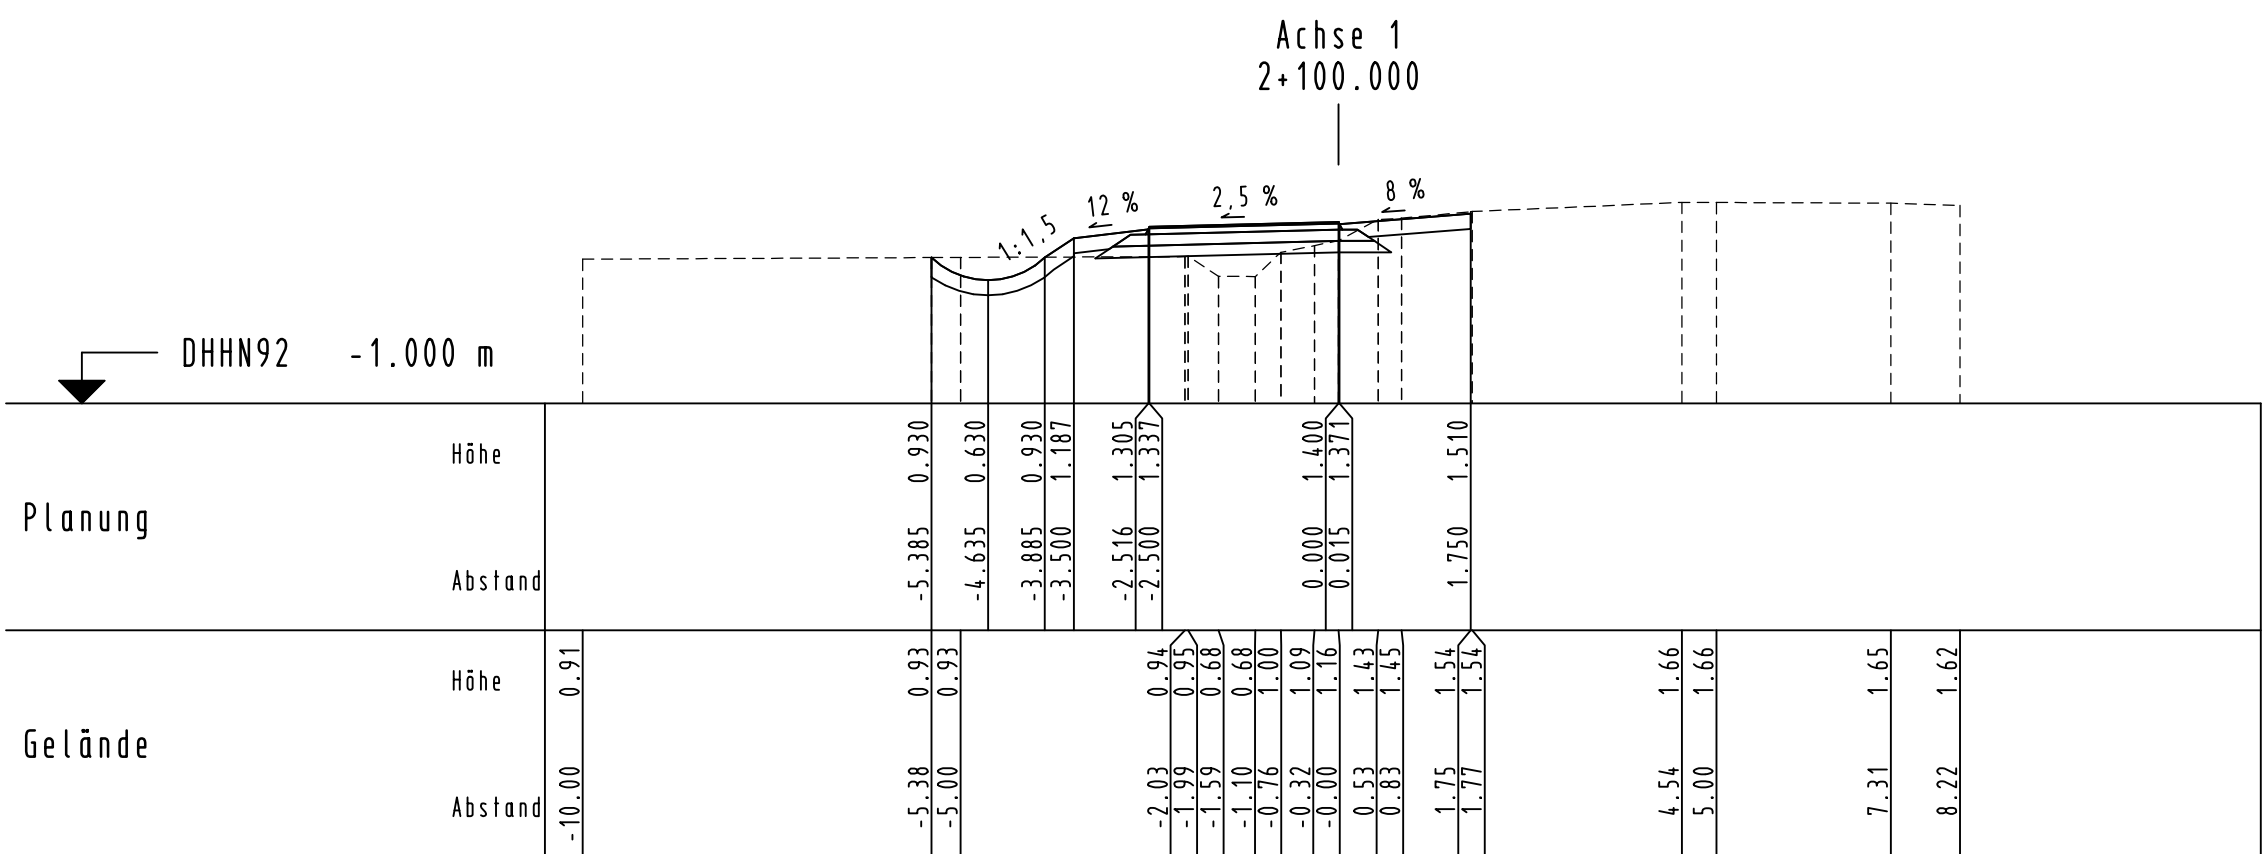 Achse 1
2+100.000
1:1,5
12 %
2,5 %
8 %
DHHN92 -1.000 m
Planung
Höhe
0.930 0.630 0.930 1.187 1.305 1.337 1.400 1.371 1.510
Abstand
-5.385 -4.635 -3.885 -3.500 -2.516 -2.500 0.000 0.015 1.750
Gelände
Höhe
0.91 0.93 0.93 0.94 0.95 0.68 0.68 1.00 1.09 1.16 1.43 1.45 1.54 1.54 1.66 1.66 1.65 1.62
Abstand
-10.00 -5.38 -5.00 -2.03 -1.99 -1.59 -1.10 -0.76 -0.32 -0.00 0.53 0.83 1.75 1.77 4.54 5.00 7.31 8.22